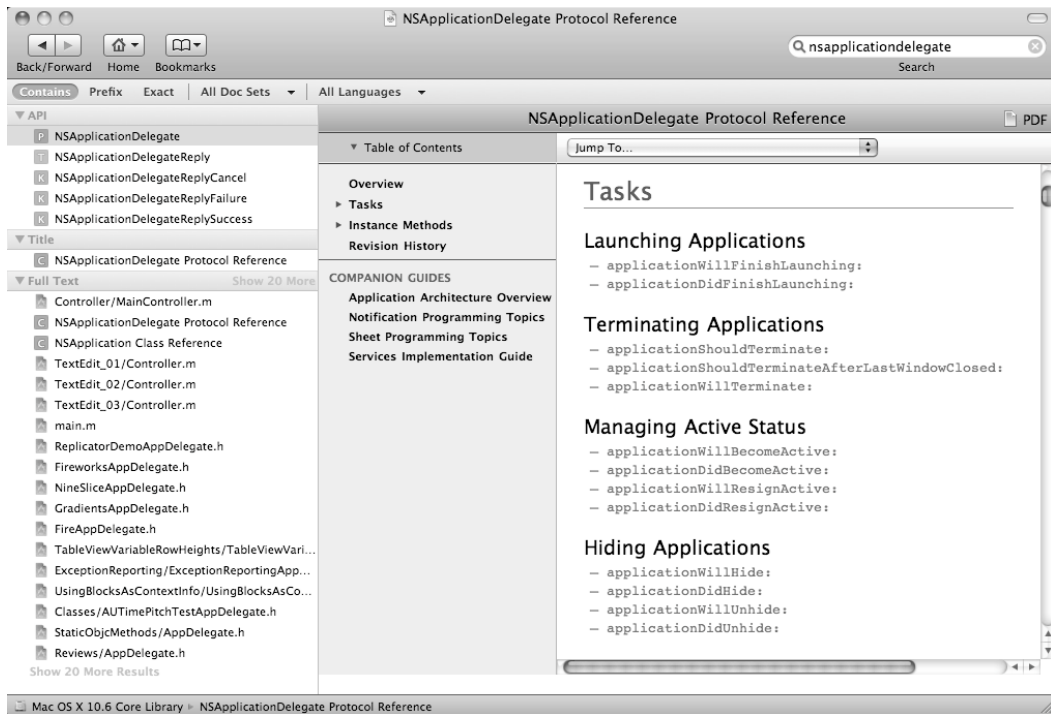 NSApplicationDelegate Protocol Reference
nsapplicationdelegate
Back/Forward Home Bookmarks
Search
Contains Prefix Exact All Doc Sets All Languages
API
P NSApplicationDelegate
T NSApplicationDelegateReply
K NSApplicationDelegateReplyCancel
K NSApplicationDelegateReplyFailure
K NSApplicationDelegateReplySuccess
Title
C NSApplicationDelegate Protocol Reference
Full Text Show 20 More
Controller/MainController.m
C NSApplicationDelegate Protocol Reference
C NSApplication Class Reference
TextEdit_01/Controller.m
TextEdit_02/Controller.m
TextEdit_03/Controller.m
main.m
ReplicatorDemoAppDelegate.h
FireworksAppDelegate.h
NineSliceAppDelegate.h
GradientsAppDelegate.h
FireAppDelegate.h
TableViewVariableRowHeights/TableViewVari...
ExceptionReporting/ExceptionReportingApp...
UsingBlocksAsContextInfo/UsingBlocksAsCo...
Classes/AUTimePitchTestAppDelegate.h
StaticObjcMethods/AppDelegate.h
Reviews/AppDelegate.h
Show 20 More Results
NSApplicationDelegate Protocol Reference
PDF
Table of Contents
Jump To...
Overview
Tasks
Instance Methods
Revision History
COMPANION GUIDES
Application Architecture Overview
Notification Programming Topics
Sheet Programming Topics
Services Implementation Guide
Tasks
Launching Applications
– applicationWillFinishLaunching:
– applicationDidFinishLaunching:
Terminating Applications
– applicationShouldTerminate:
– applicationShouldTerminateAfterLastWindowClosed:
– applicationWillTerminate:
Managing Active Status
– applicationWillBecomeActive:
– applicationDidBecomeActive:
– applicationWillResignActive:
– applicationDidResignActive:
Hiding Applications
– applicationWillHide:
– applicationDidHide:
– applicationWillUnhide:
– applicationDidUnhide:
Mac OS X 10.6 Core Library ▸ NSApplicationDelegate Protocol Reference